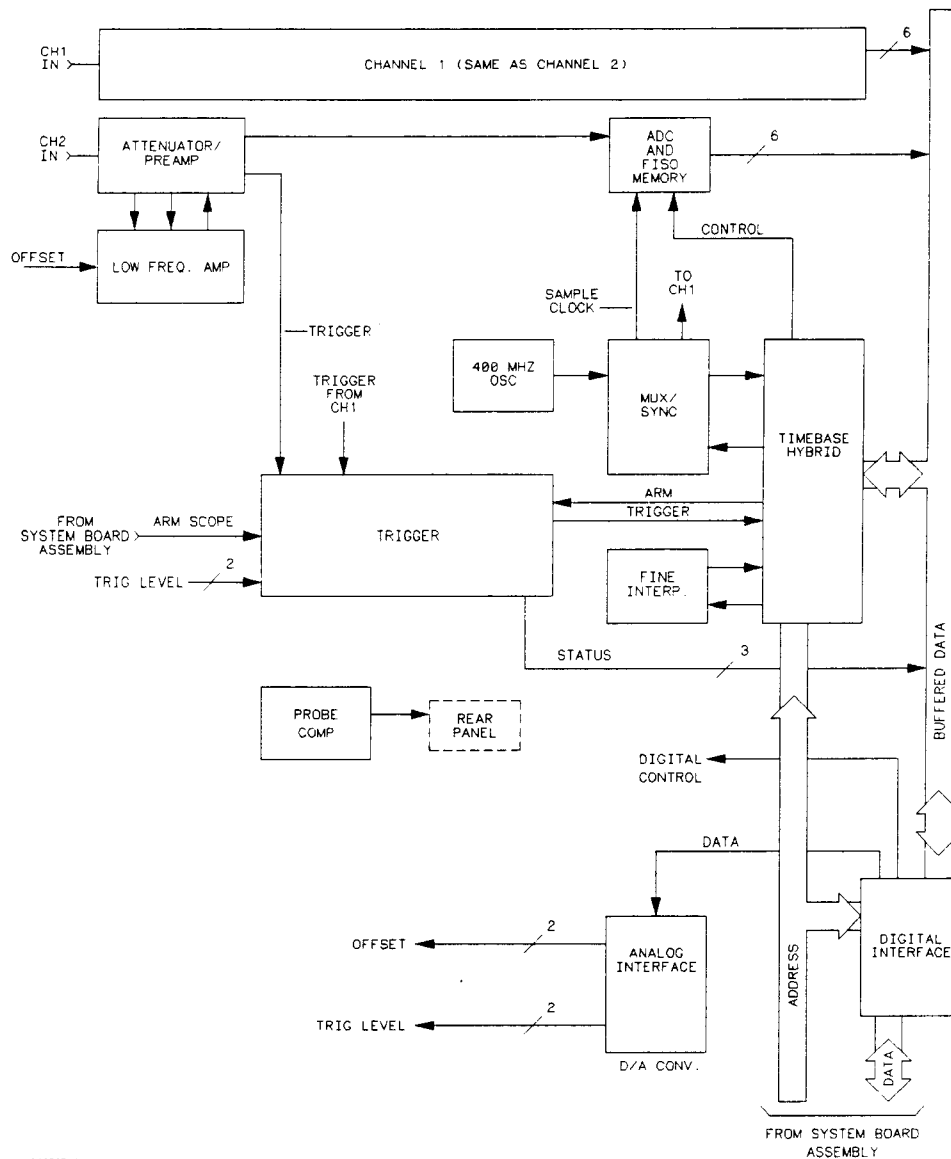 CH1
IN
CHANNEL 1 (SAME AS CHANNEL 2)
6
CH2
IN
ATTENUATOR/
PREAMP
ADC
AND
FISO
MEMORY
6
OFFSET
LOW FREQ. AMP
CONTROL
SAMPLE
CLOCK
TO
CH1
TRIGGER
TRIGGER
FROM
CH1
400 MHZ
OSC
MUX/
SYNC
TIMEBASE
HYBRID
FROM
SYSTEM BOARD
ASSEMBLY
ARM SCOPE
TRIG LEVEL
2
TRIGGER
ARM
TRIGGER
FINE
INTERP.
STATUS
3
BUFFERED DATA
PROBE
COMP
REAR
PANEL
DIGITAL
CONTROL
DATA
OFFSET
2
TRIG LEVEL
2
ANALOG
INTERFACE
D/A CONV.
ADDRESS
DIGITAL
INTERFACE
DATA
FROM SYSTEM BOARD
ASSEMBLY